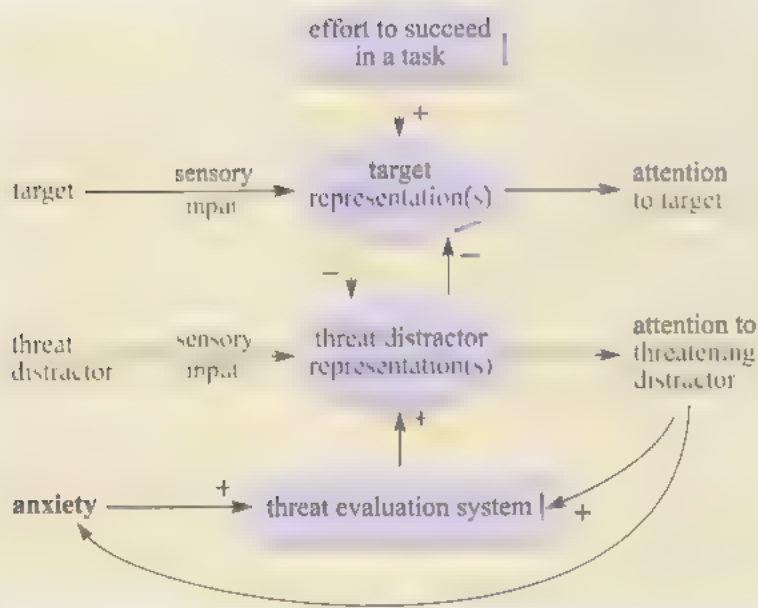 effort to succeed
in a task
+
target
sensory
input
target
representation(s)
attention
to target
−
−
threat
distractor
sensory
input
threat distractor
representation(s)
attention to
threatening
distractor
+
anxiety
+
threat evaluation system
+